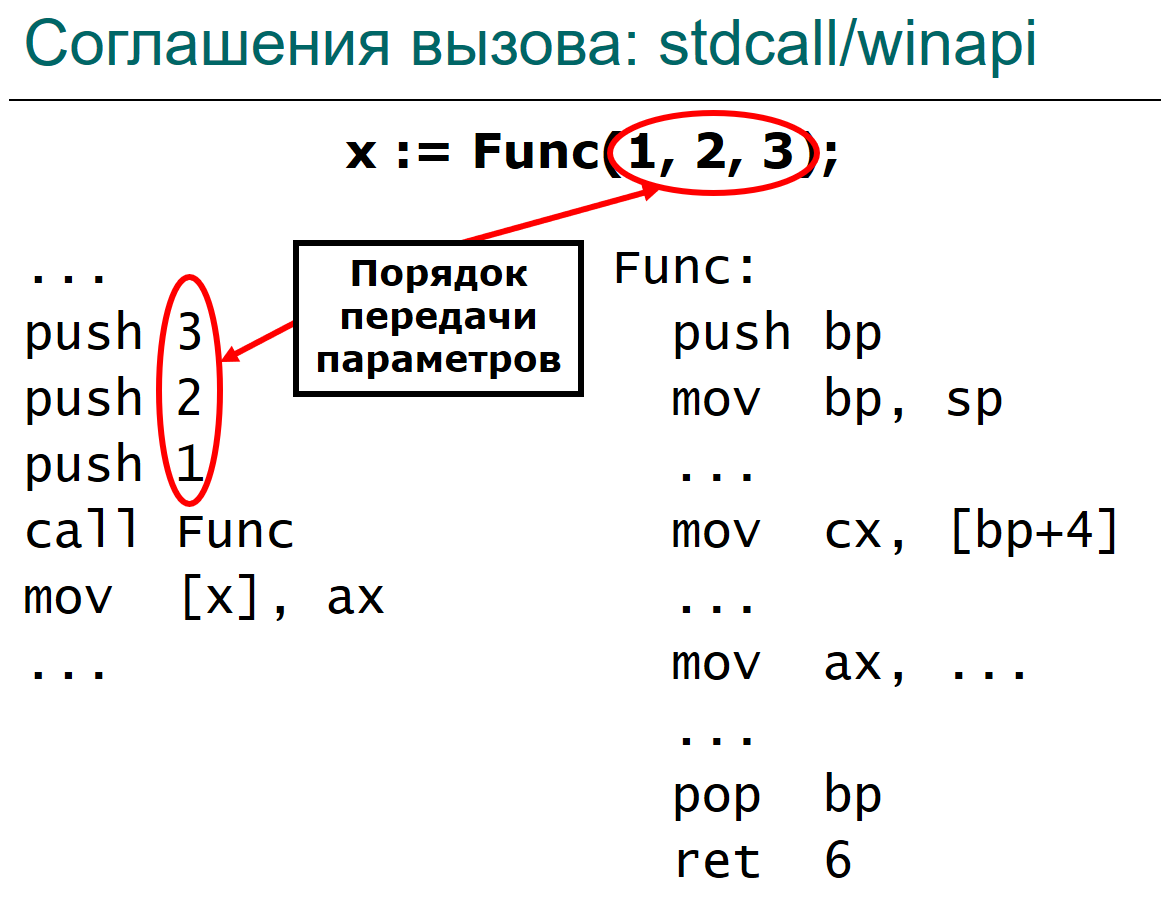 Соглашения вызова: stdcall/winapi
x := Func(1, 2, 3);
Порядок
передачи
параметров
...
push 3
push 2
push 1
call Func
mov [x], ax
...
Func:
push bp
mov bp, sp
...
mov cx, [bp+4]
...
mov ax, ...
...
pop bp
ret 6